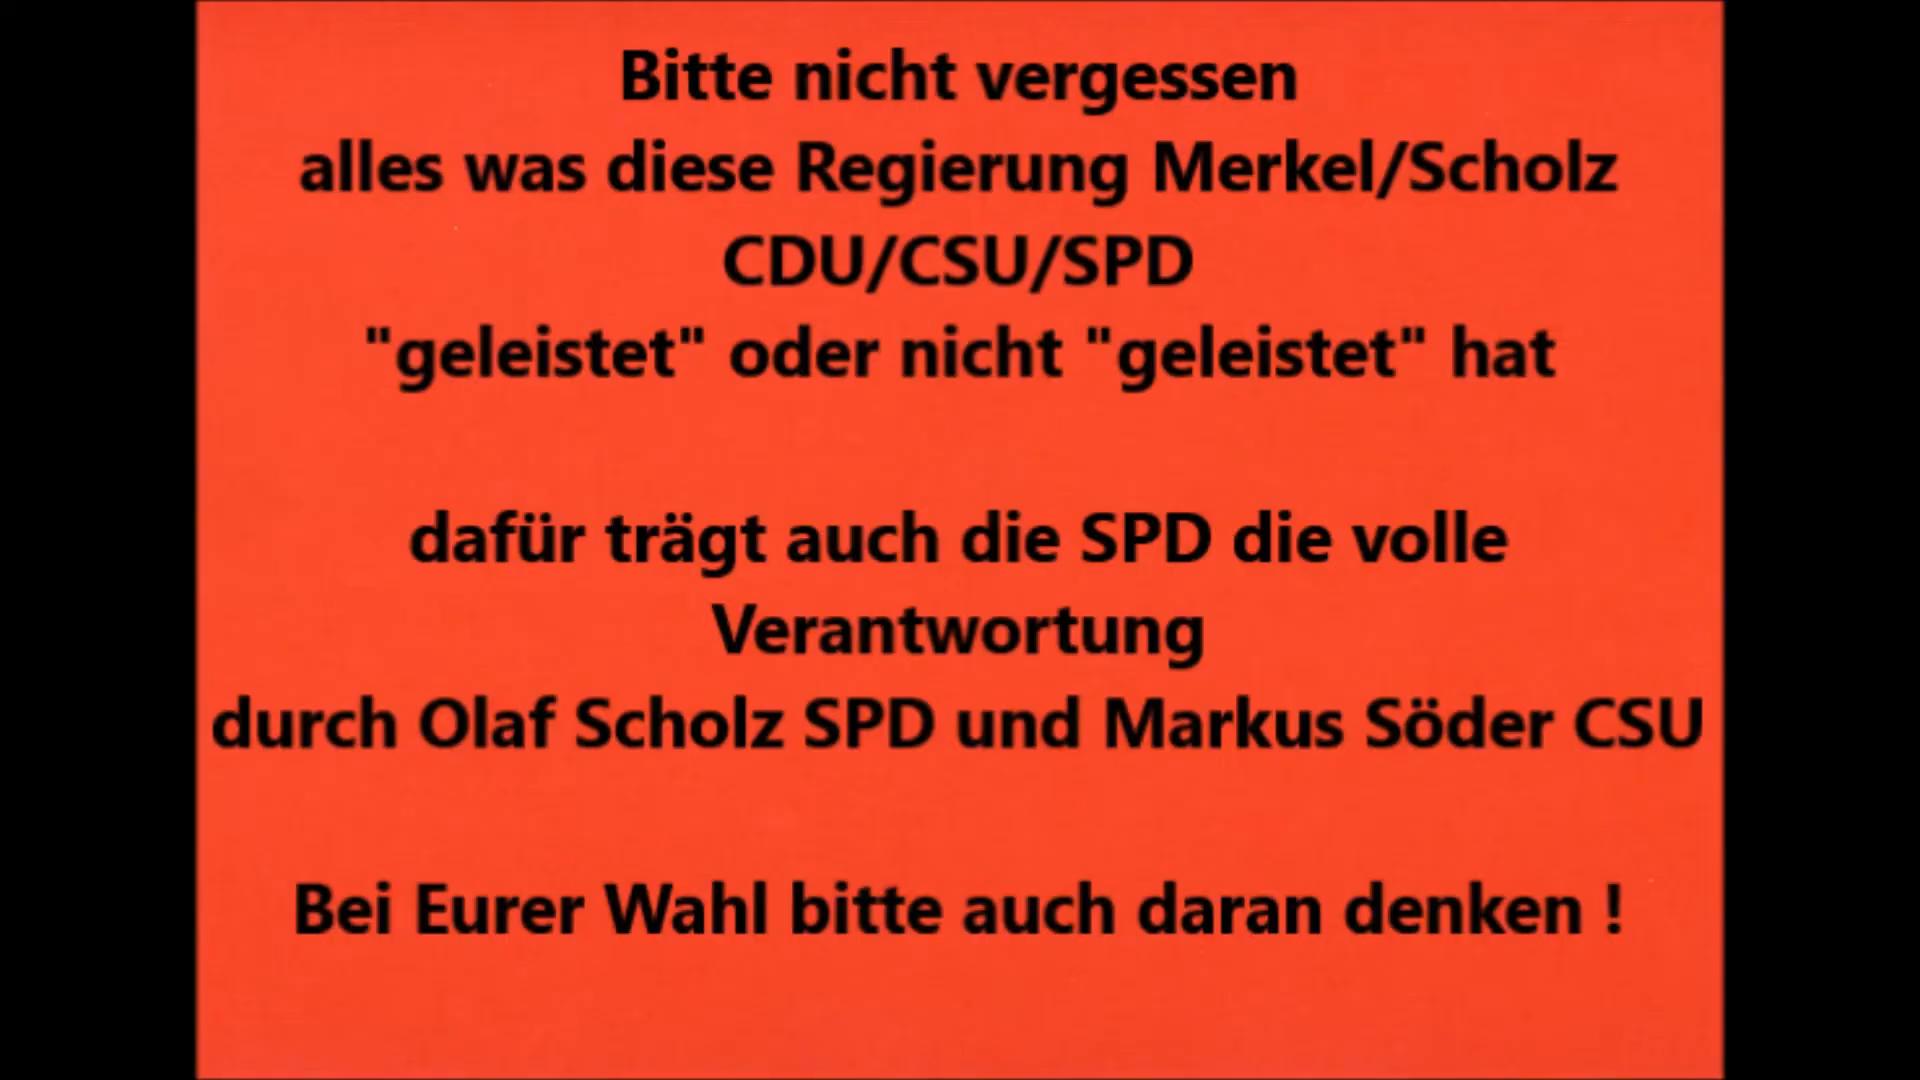 Bitte nicht vergessen
alles was diese Regierung Merkel/Scholz
CDU/CSU/SPD
"geleistet" oder nicht "geleistet" hat
dafür trägt auch die SPD die volle
Verantwortung
durch Olaf Scholz SPD und Markus Söder CSU
Bei Eurer Wahl bitte auch daran denken !